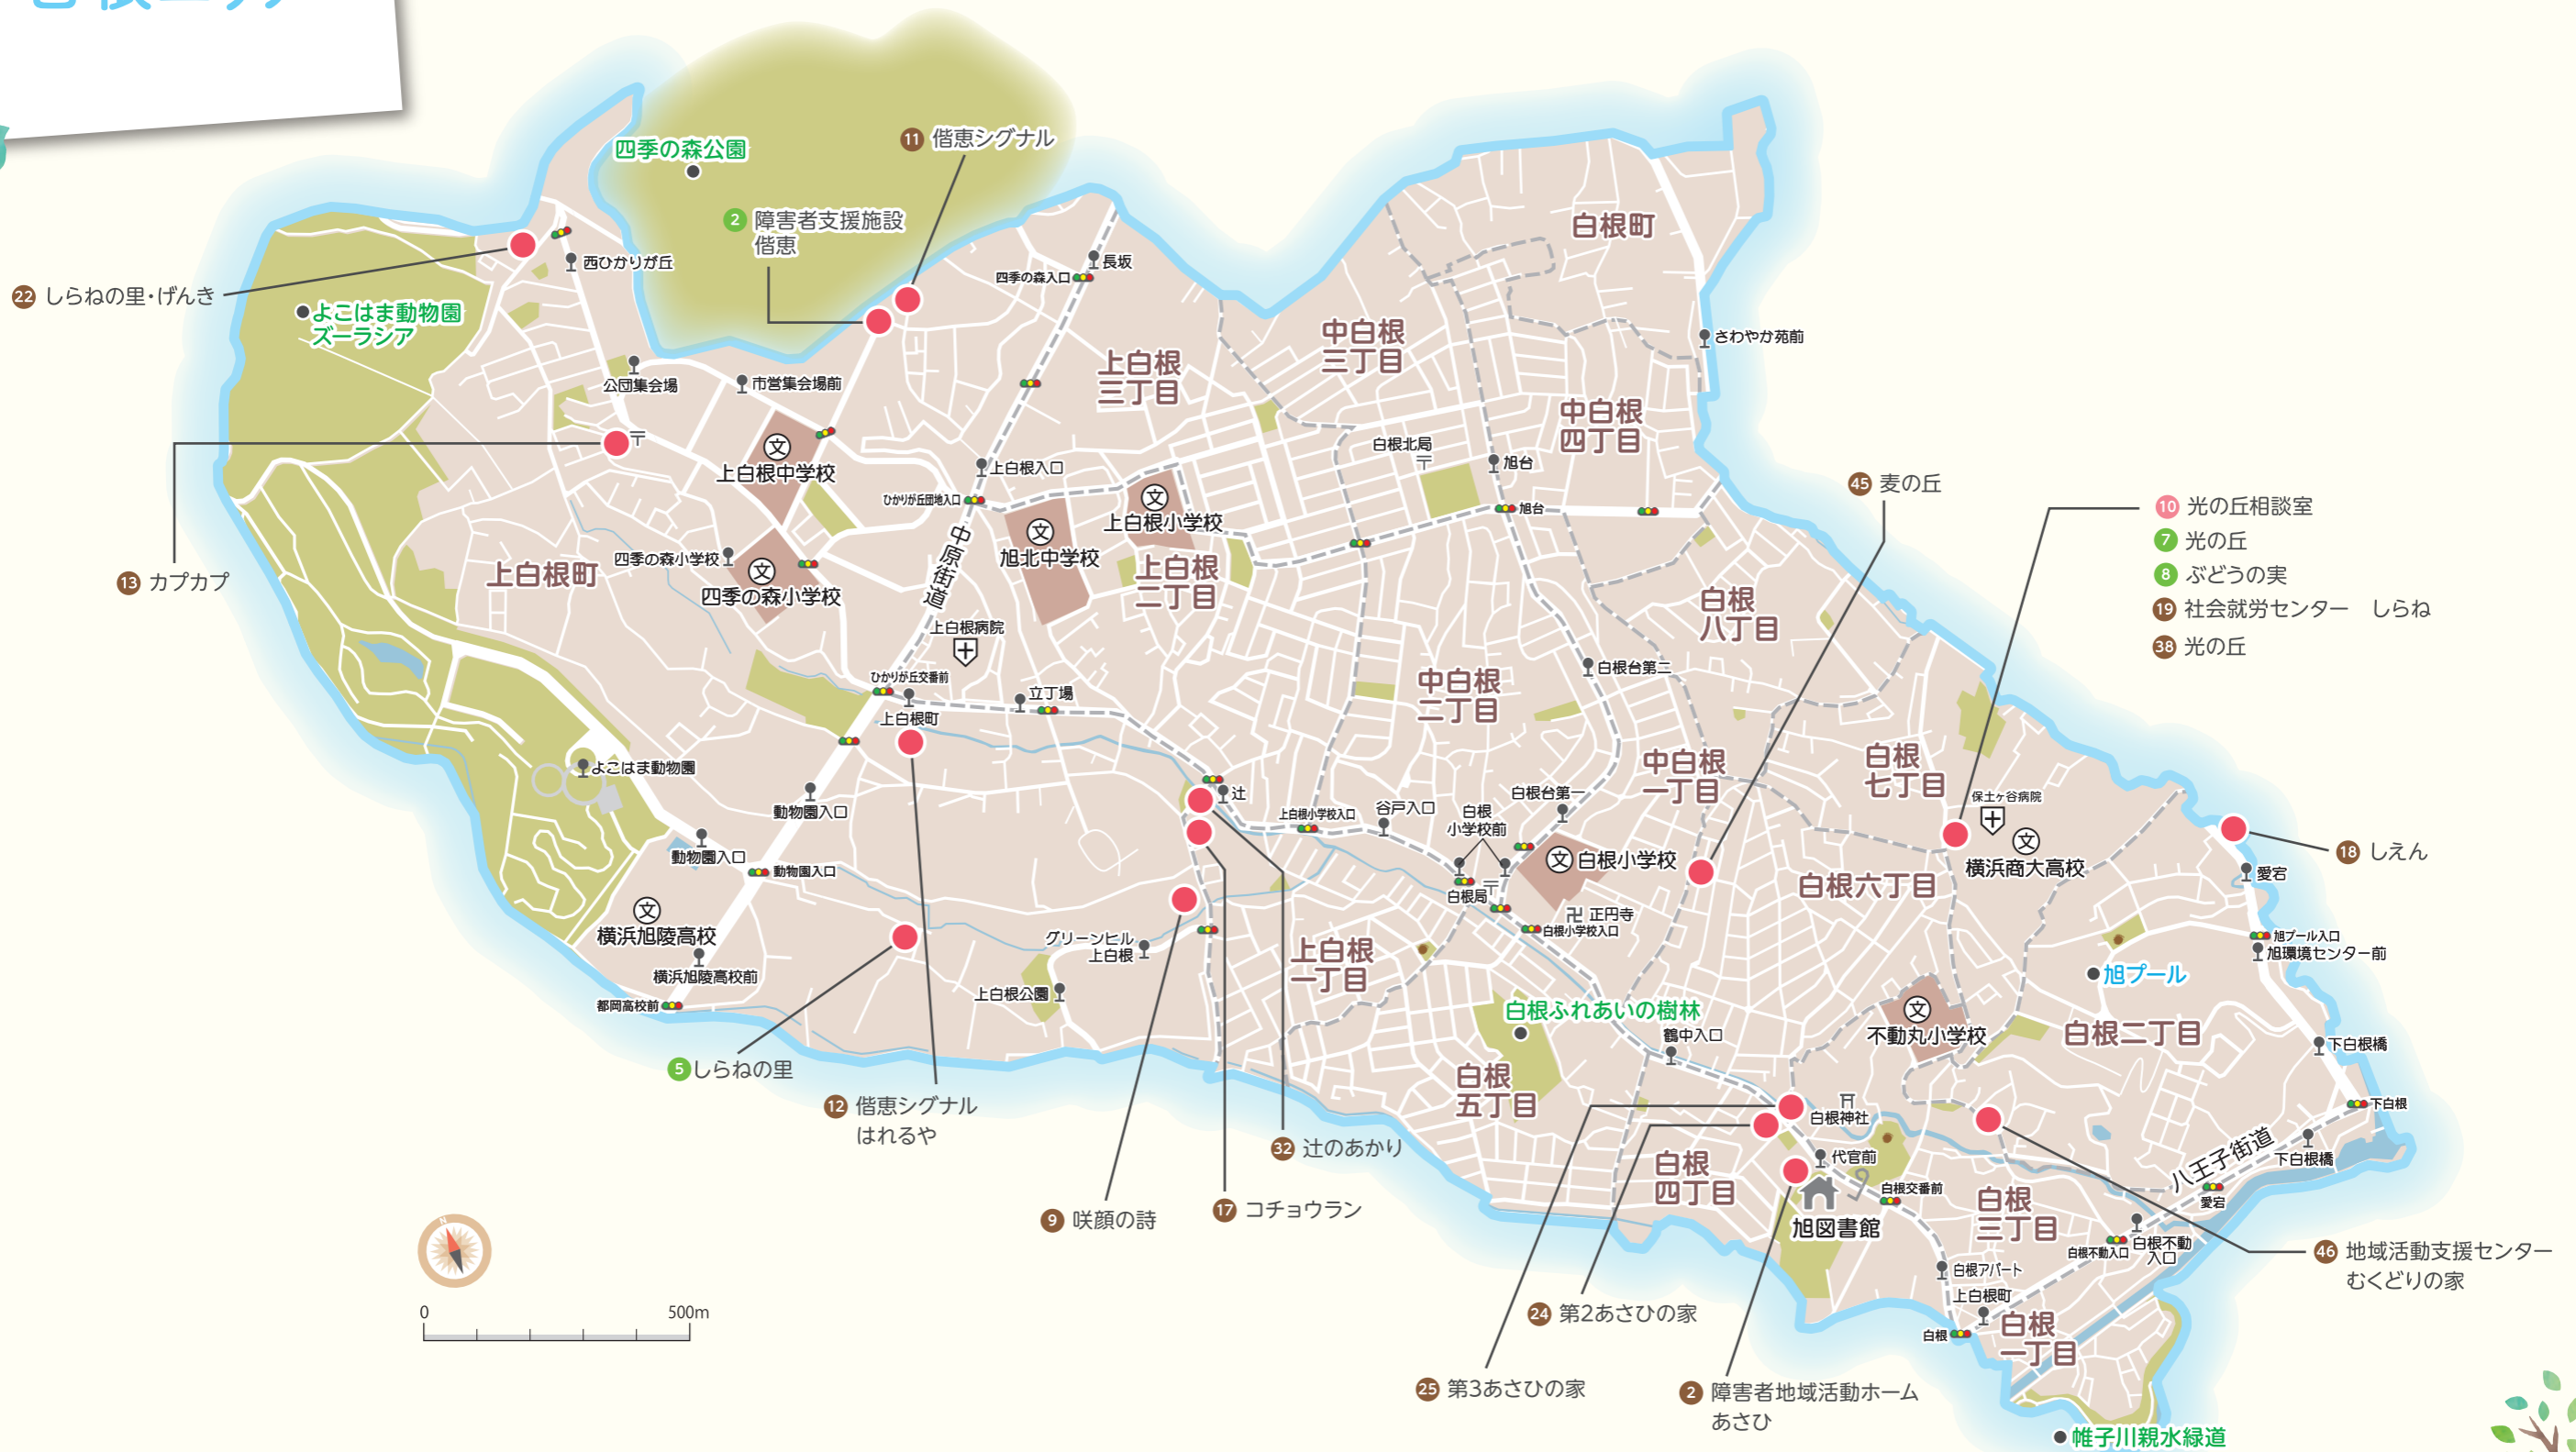 四季の森公園
11 偕恵シグナル
2 障害者支援施設
偕恵
22 しらねの里・げんき
西ひかりが丘
よこはま動物園
ズーラシア
四季の森入口
長坂
白根町
さわやか苑前
公団集会場
市営集会場前
上白根
三丁目
中白根
三丁目
中白根
四丁目
〒
文
上白根中学校
上白根入口
ひかりが丘団地入口
白根北局
〒
旭台
旭台
45 麦の丘
10 光の丘相談室
7 光の丘
8 ぶどうの実
19 社会就労センター しらね
38 光の丘
13 カプカプ
上白根町
四季の森小学校
文
四季の森小学校
中原街道
文
旭北中学校
文
上白根小学校
上白根
二丁目
白根
八丁目
上白根病院
ひかりが丘交番前
上白根町
立丁場
中白根
二丁目
白根台第二
中白根
一丁目
白根
七丁目
よこはま動物園
動物園入口
動物園入口
動物園入口
辻
上白根小学校入口
谷戸入口
白根
小学校前
白根台第一
文
白根小学校
白根局
〒
卍 正円寺
白根小学校入口
白根六丁目
保土ヶ谷病院
文
横浜商大高校
18 しえん
愛宕
旭プール入口
旭環境センター前
旭プール
文
横浜旭陵高校
横浜旭陵高校前
都岡高校前
グリーンヒル
上白根
上白根公園
上白根
一丁目
白根ふれあいの樹林
鶴中入口
文
不動丸小学校
白根二丁目
下白根橋
5 しらねの里
12 偕恵シグナル
はれるや
白根
五丁目
白根神社
下白根
32 辻のあかり
9 咲顔の詩
17 コチョウラン
白根
四丁目
代官前
白根交番前
旭図書館
白根
三丁目
八王子街道
下白根橋
愛宕
白根不動入口
白根不動
入口
46 地域活動支援センター
むくどりの家
白根アパート
上白根町
白根
白根
一丁目
24 第2あさひの家
25 第3あさひの家
2 障害者地域活動ホーム
あさひ
帷子川親水緑道
N
0 500m